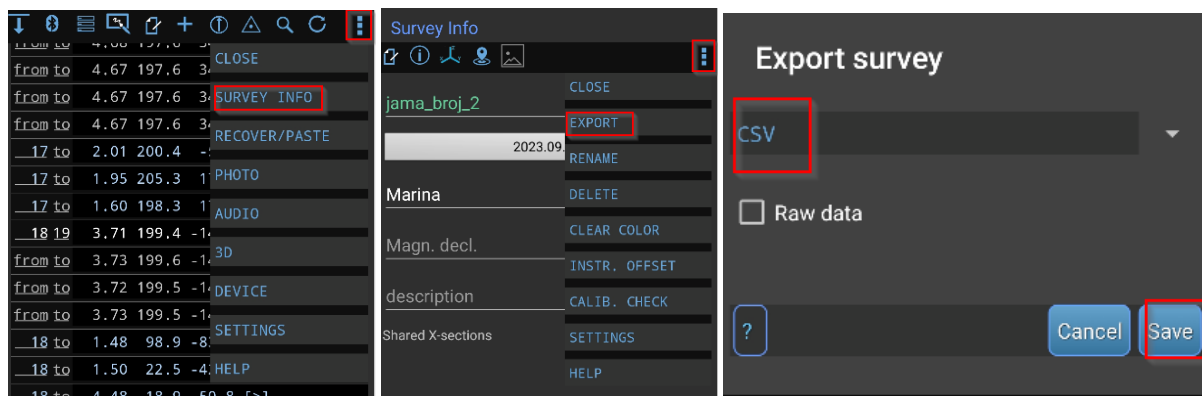 from to 4.67 197.6
CLOSE
from to 4.67 197.6
SURVEY INFO
from to 4.67 197.6
RECOVER/PASTE
17 to 2.01 200.4
17 to 1.95 205.3
PHOTO
17 to 1.60 198.3
AUDIO
18 19 3.71 199.4
from to 3.73 199.6
3D
from to 3.72 199.5
DEVICE
from to 3.73 199.5
SETTINGS
18 to 1.48 98.9
18 to 1.50 22.5
HELP
Survey Info
CLOSE
jama_broj_2
EXPORT
2023.09.
RENAME
Marina
DELETE
CLEAR COLOR
Magn. decl.
INSTR. OFFSET
description
CALIB. CHECK
Shared X-sections
SETTINGS
HELP
Export survey
CSV
Raw data
?
Cancel
Save